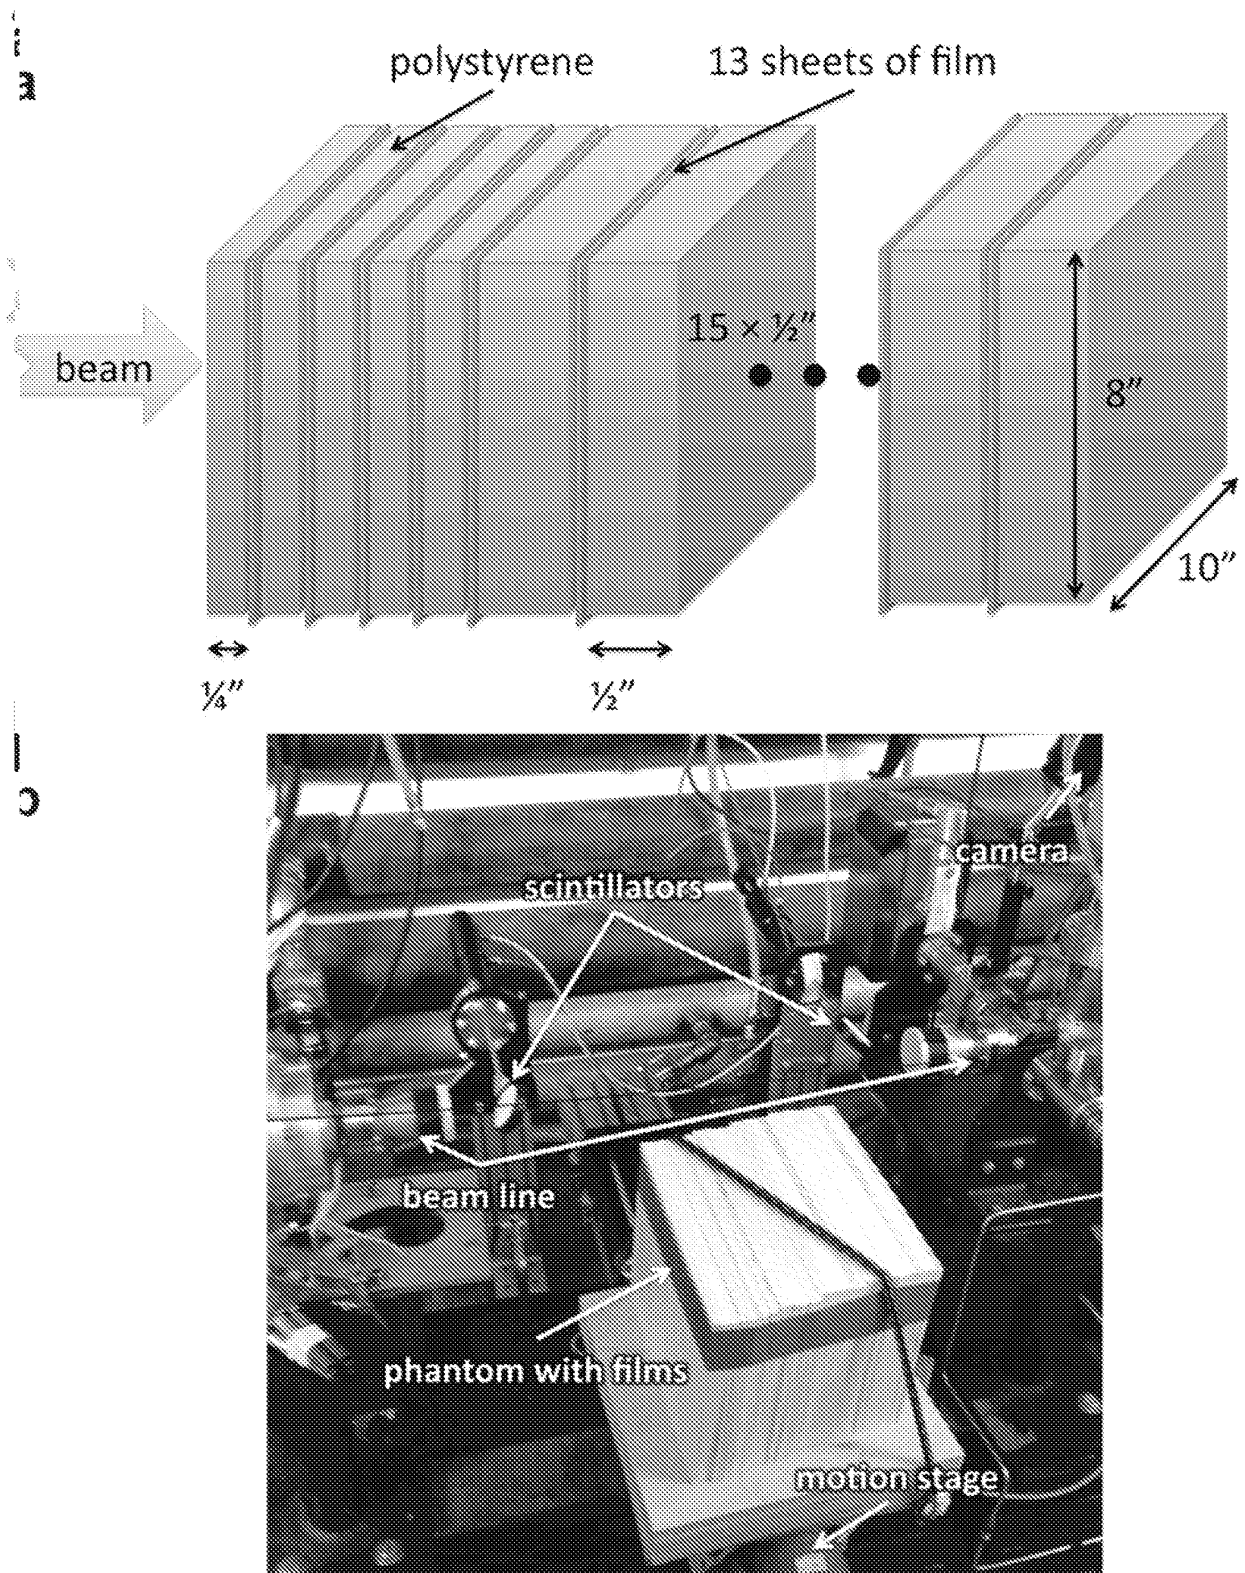 a
polystyrene
13 sheets of film
beam
15 × ½”
8”
10”
¼”
½”
camera
scintillators
beam line
phantom with films
motion stage